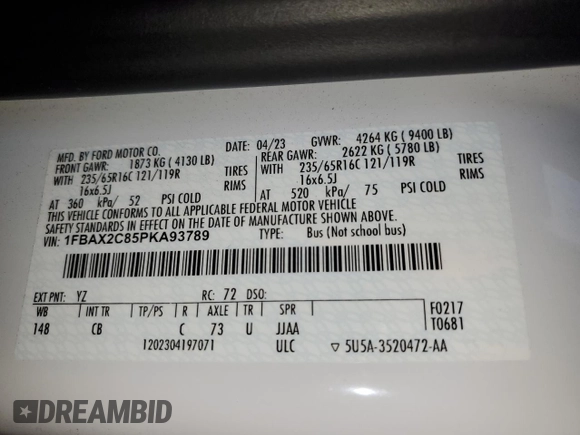 MFD. BY FORD MOTOR CO.
DATE: 04/23 GVWR: 4264 KG ( 9400 LB)
FRONT GAWR: 1873 KG ( 4130 LB) REAR GAWR: 2622 KG ( 5780 LB)
WITH 235/65R16C 121/119R TIRES WITH 235/65R16C 121/119R TIRES
16x6.5J RIMS 16x6.5J RIMS
AT 360 kPa/ 52 PSI COLD AT 520 kPa/ 75 PSI COLD
THIS VEHICLE CONFORMS TO ALL APPLICABLE FEDERAL MOTOR VEHICLE
SAFETY STANDARDS IN EFFECT ON THE DATE OF MANUFACTURE SHOWN ABOVE.
VIN: 1FBAX2C85PKA93789 TYPE: Bus (Not school bus)
EXT PNT: YZ RC: 72 DSO:
WB INT TR TP/PS R AXLE TR SPR F0217
148 CB C 73 U JJAA T0681
1202304197071 ULC ▽ 5U5A-3520472-AA
DREAMBID